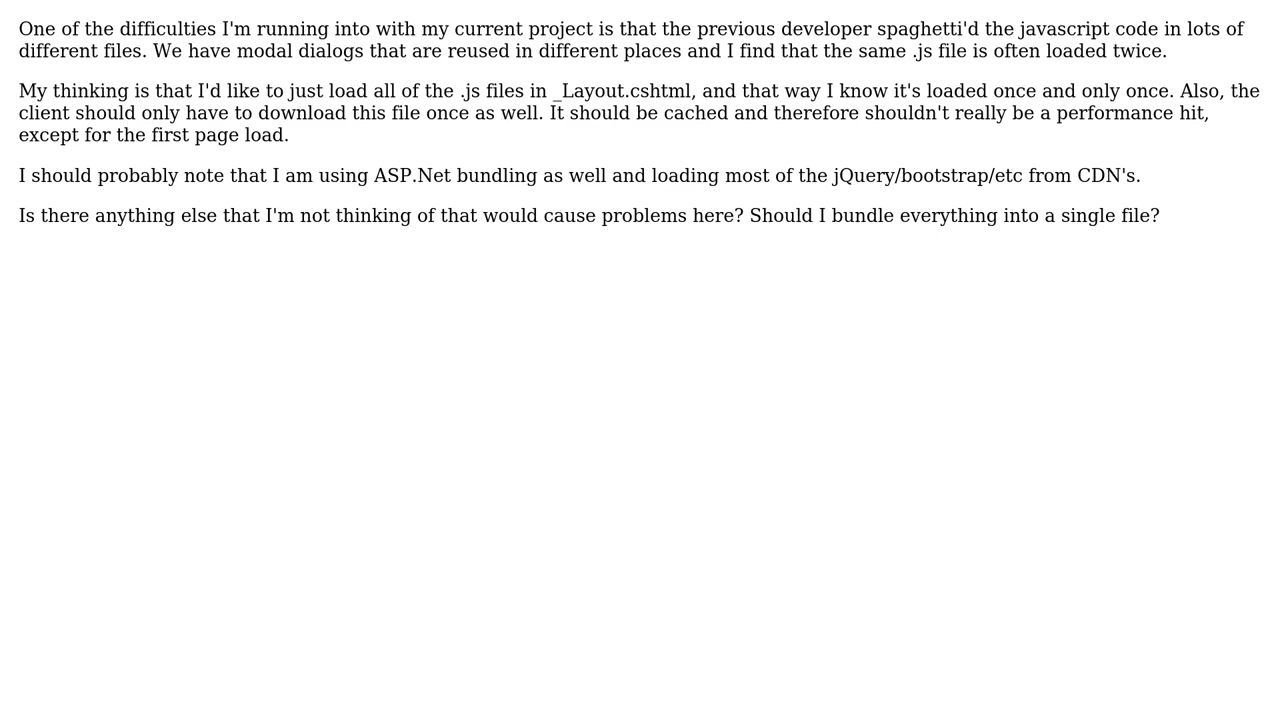 One of the difficulties I'm running into with my current project is that the previous developer spaghetti'd the javascript code in lots of
different files. We have modal dialogs that are reused in different places and I find that the same .js file is often loaded twice.
My thinking is that I'd like to just load all of the .js files in _Layout.cshtml, and that way I know it's loaded once and only once. Also, the
client should only have to download this file once as well. It should be cached and therefore shouldn't really be a performance hit,
except for the first page load.
I should probably note that I am using ASP.Net bundling as well and loading most of the jQuery/bootstrap/etc from CDN's.
Is there anything else that I'm not thinking of that would cause problems here? Should I bundle everything into a single file?